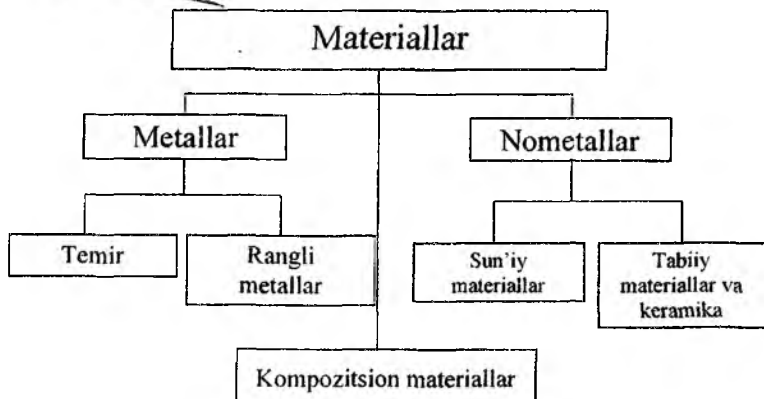 Materiallar
Metallar
Nometallar
Temir
Rangli
metallar
Sun'iy
materiallar
Tabiiy
materiallar va
keramika
Kompozitsion materiallar